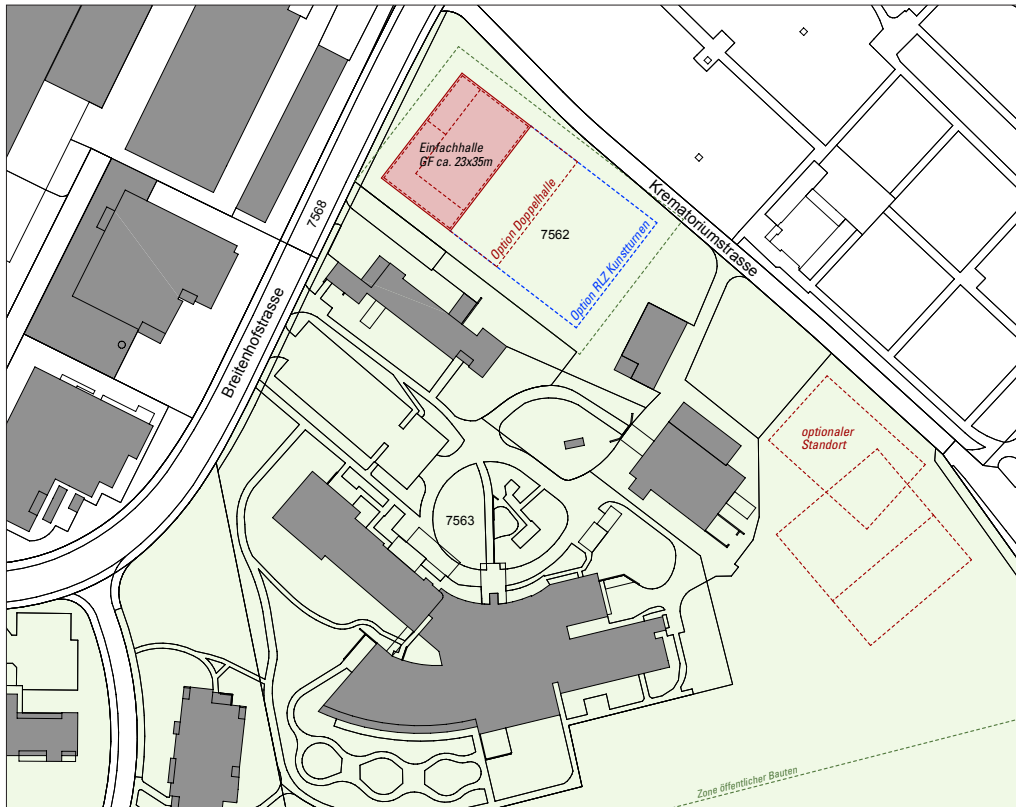 Einfachhalle
GF ca. 23x35m
7568
Option Doppelhalle
7562
Option RLZ Kunstturnen
Krematoriumstrasse
Breitenhofstrasse
optionaler
Standort
7563
Zone öffentlicher Bauten